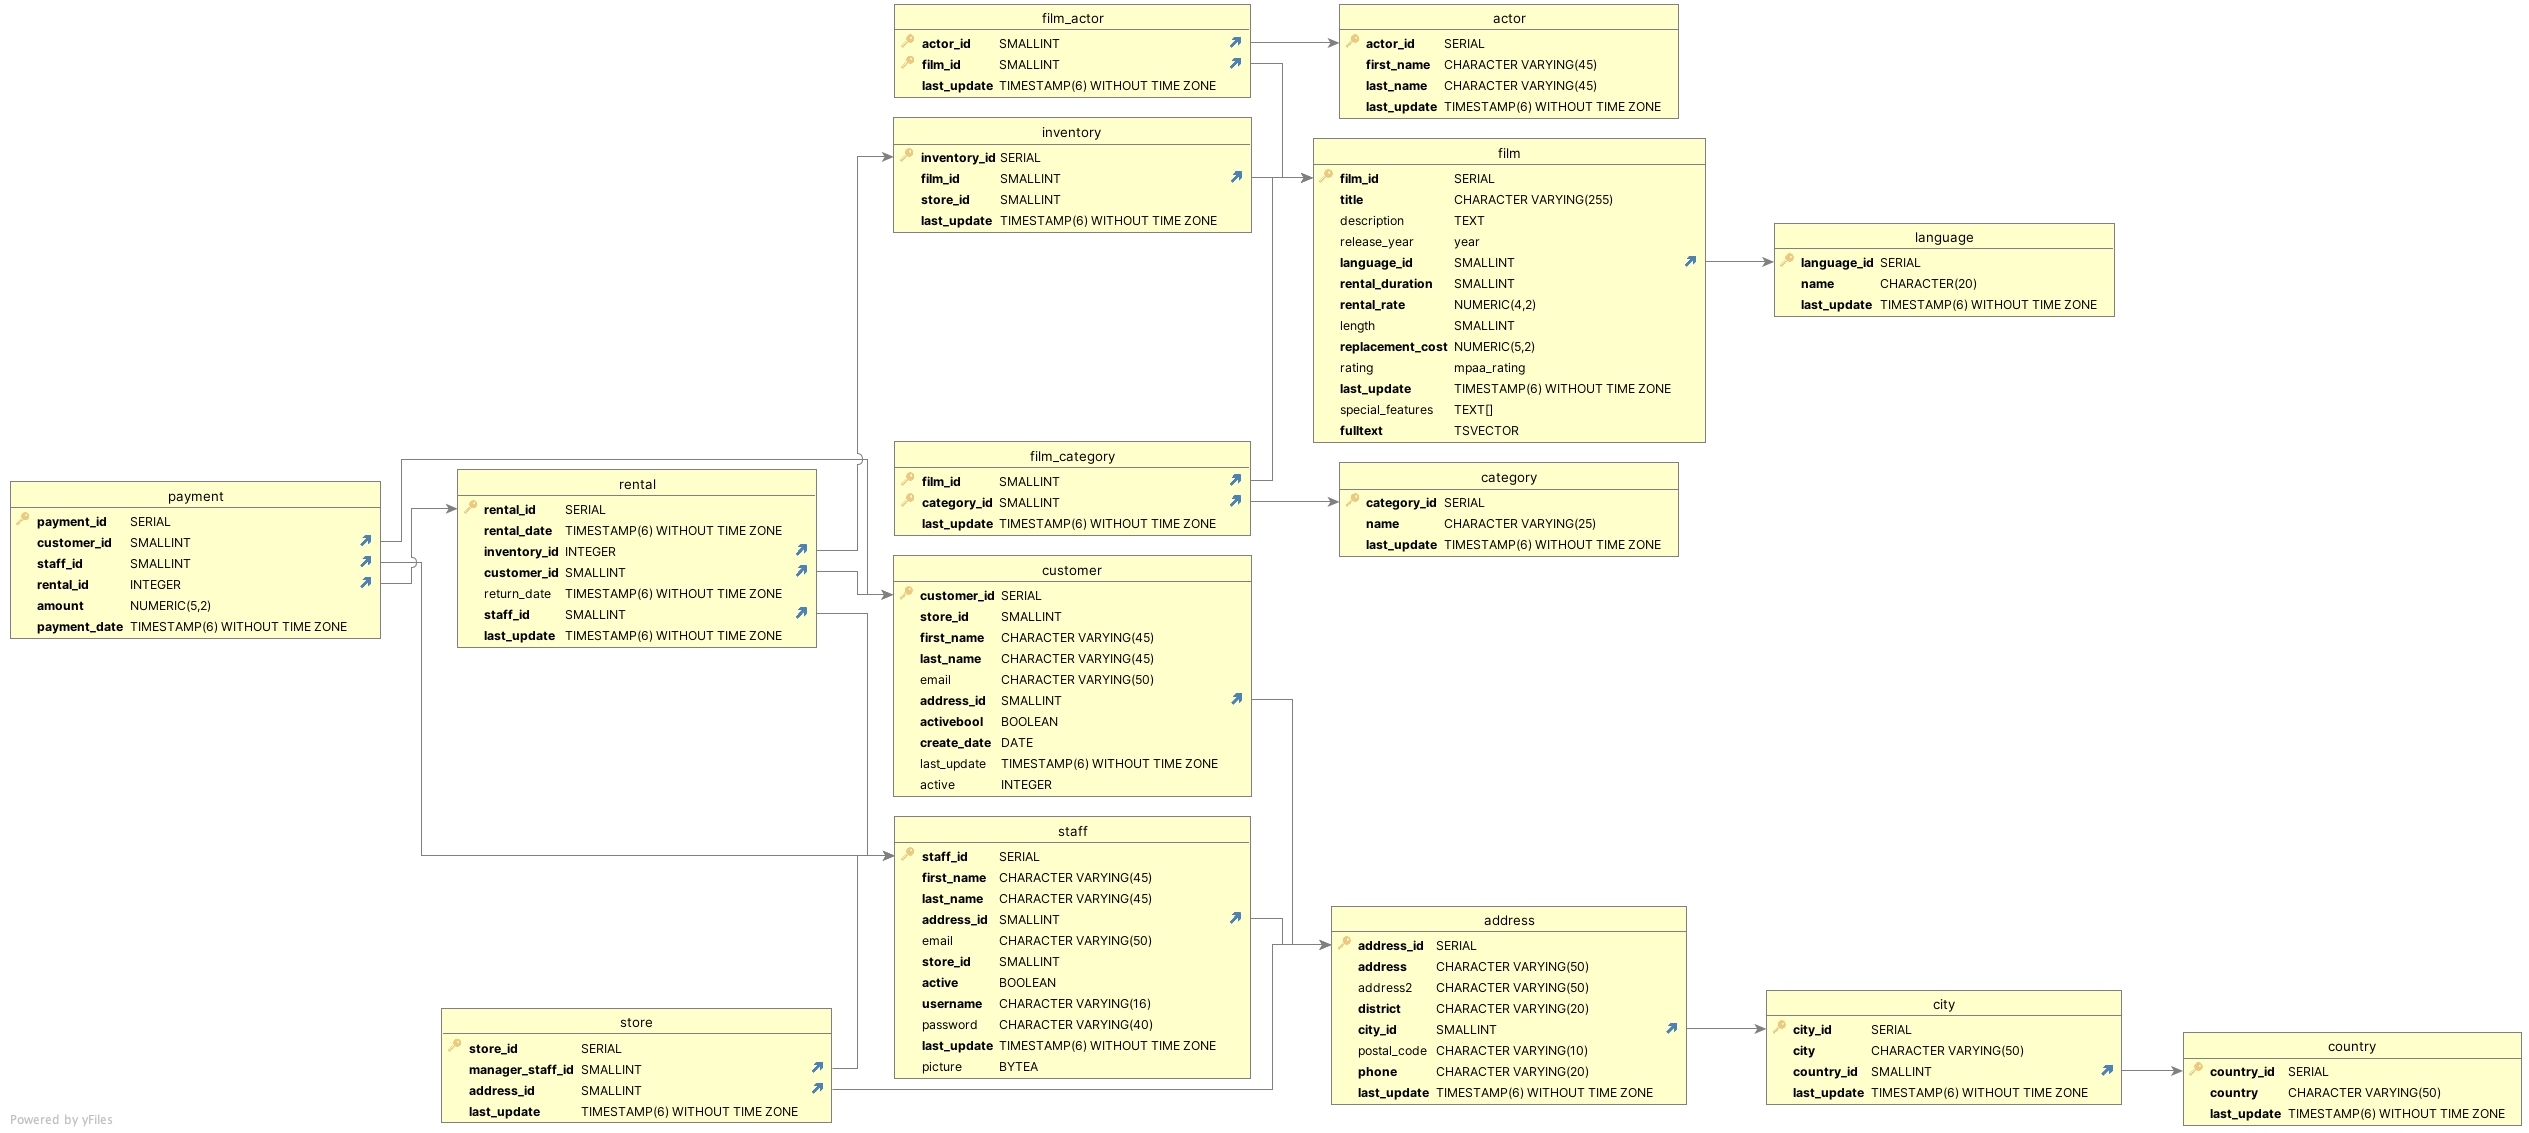 film_actor
actor_id SMALLINT
film_id SMALLINT
last_update TIMESTAMP(6) WITHOUT TIME ZONE
actor
actor_id SERIAL
first_name CHARACTER VARYING(45)
last_name CHARACTER VARYING(45)
last_update TIMESTAMP(6) WITHOUT TIME ZONE
inventory
inventory_id SERIAL
film_id SMALLINT
store_id SMALLINT
last_update TIMESTAMP(6) WITHOUT TIME ZONE
film
film_id SERIAL
title CHARACTER VARYING(255)
description TEXT
release_year year
language_id SMALLINT
rental_duration SMALLINT
rental_rate NUMERIC(4,2)
length SMALLINT
replacement_cost NUMERIC(5,2)
rating mpaa_rating
last_update TIMESTAMP(6) WITHOUT TIME ZONE
special_features TEXT[]
fulltext TSVECTOR
language
language_id SERIAL
name CHARACTER(20)
last_update TIMESTAMP(6) WITHOUT TIME ZONE
film_category
film_id SMALLINT
category_id SMALLINT
last_update TIMESTAMP(6) WITHOUT TIME ZONE
category
category_id SERIAL
name CHARACTER VARYING(25)
last_update TIMESTAMP(6) WITHOUT TIME ZONE
payment
payment_id SERIAL
customer_id SMALLINT
staff_id SMALLINT
rental_id INTEGER
amount NUMERIC(5,2)
payment_date TIMESTAMP(6) WITHOUT TIME ZONE
rental
rental_id SERIAL
rental_date TIMESTAMP(6) WITHOUT TIME ZONE
inventory_id INTEGER
customer_id SMALLINT
return_date TIMESTAMP(6) WITHOUT TIME ZONE
staff_id SMALLINT
last_update TIMESTAMP(6) WITHOUT TIME ZONE
customer
customer_id SERIAL
store_id SMALLINT
first_name CHARACTER VARYING(45)
last_name CHARACTER VARYING(45)
email CHARACTER VARYING(50)
address_id SMALLINT
activebool BOOLEAN
create_date DATE
last_update TIMESTAMP(6) WITHOUT TIME ZONE
active INTEGER
staff
staff_id SERIAL
first_name CHARACTER VARYING(45)
last_name CHARACTER VARYING(45)
address_id SMALLINT
email CHARACTER VARYING(50)
store_id SMALLINT
active BOOLEAN
username CHARACTER VARYING(16)
password CHARACTER VARYING(40)
last_update TIMESTAMP(6) WITHOUT TIME ZONE
picture BYTEA
store
store_id SERIAL
manager_staff_id SMALLINT
address_id SMALLINT
last_update TIMESTAMP(6) WITHOUT TIME ZONE
address
address_id SERIAL
address CHARACTER VARYING(50)
address2 CHARACTER VARYING(50)
district CHARACTER VARYING(20)
city_id SMALLINT
postal_code CHARACTER VARYING(10)
phone CHARACTER VARYING(20)
last_update TIMESTAMP(6) WITHOUT TIME ZONE
city
city_id SERIAL
city CHARACTER VARYING(50)
country_id SMALLINT
last_update TIMESTAMP(6) WITHOUT TIME ZONE
country
country_id SERIAL
country CHARACTER VARYING(50)
last_update TIMESTAMP(6) WITHOUT TIME ZONE
Powered by yFiles